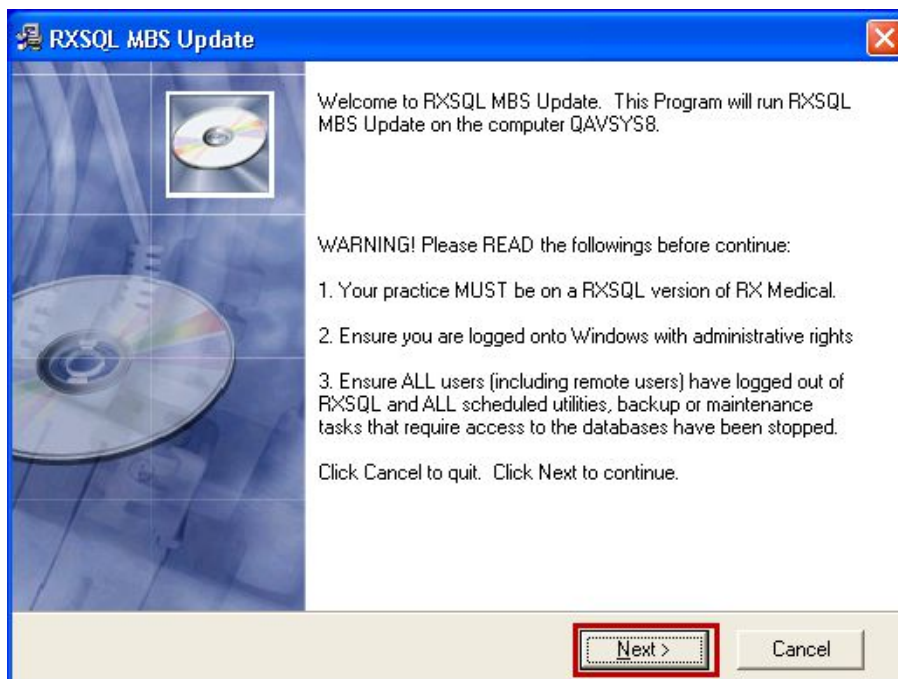 RXSQL MBS Update
Welcome to RXSQL MBS Update. This Program will run RXSQL
MBS Update on the computer QAVSYS8.
WARNING! Please READ the followings before continue:
1. Your practice MUST be on a RXSQL version of RX Medical.
2. Ensure you are logged onto Windows with administrative rights
3. Ensure ALL users (including remote users) have logged out of
RXSQL and ALL scheduled utilities, backup or maintenance
tasks that require access to the databases have been stopped.
Click Cancel to quit. Click Next to continue.
Next >
Cancel